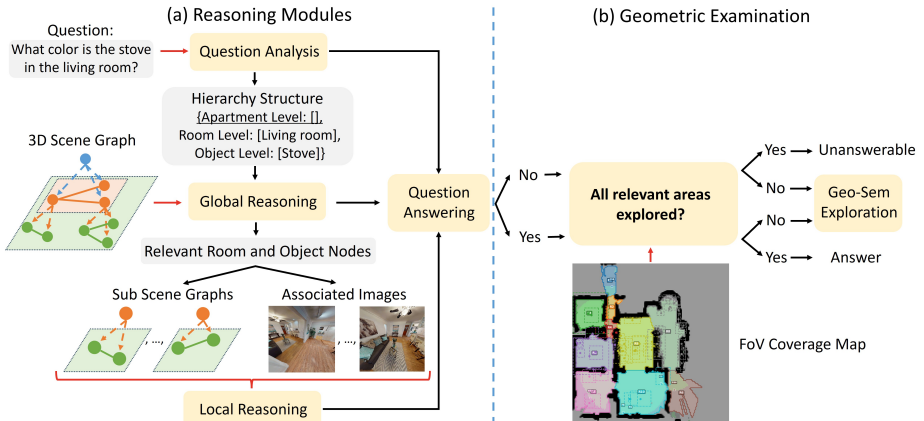 (a) Reasoning Modules
Question:
What color is the stove
in the living room?
Question Analysis
Hierarchy Structure
{Apartment Level: [],
Room Level: [Living room],
Object Level: [Stove]}
3D Scene Graph
Global Reasoning
Question
Answering
Relevant Room and Object Nodes
Sub Scene Graphs
Associated Images
, ...,
, ...,
Local Reasoning
(b) Geometric Examination
No
Yes
All relevant areas
explored?
Yes
Unanswerable
No
Geo-Sem
Exploration
No
Yes
Answer
FoV Coverage Map